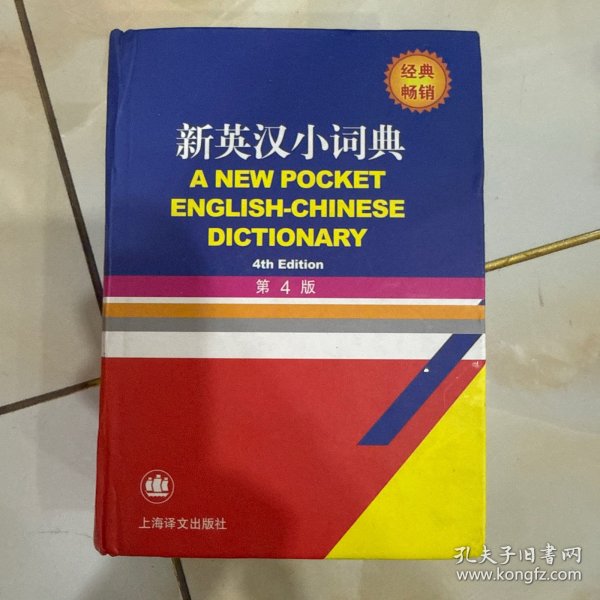 经典
畅销
新英汉小词典
A NEW POCKET
ENGLISH-CHINESE
DICTIONARY
4th Edition
第4版
上海译文出版社
孔夫子旧书网
www.kongfz.com